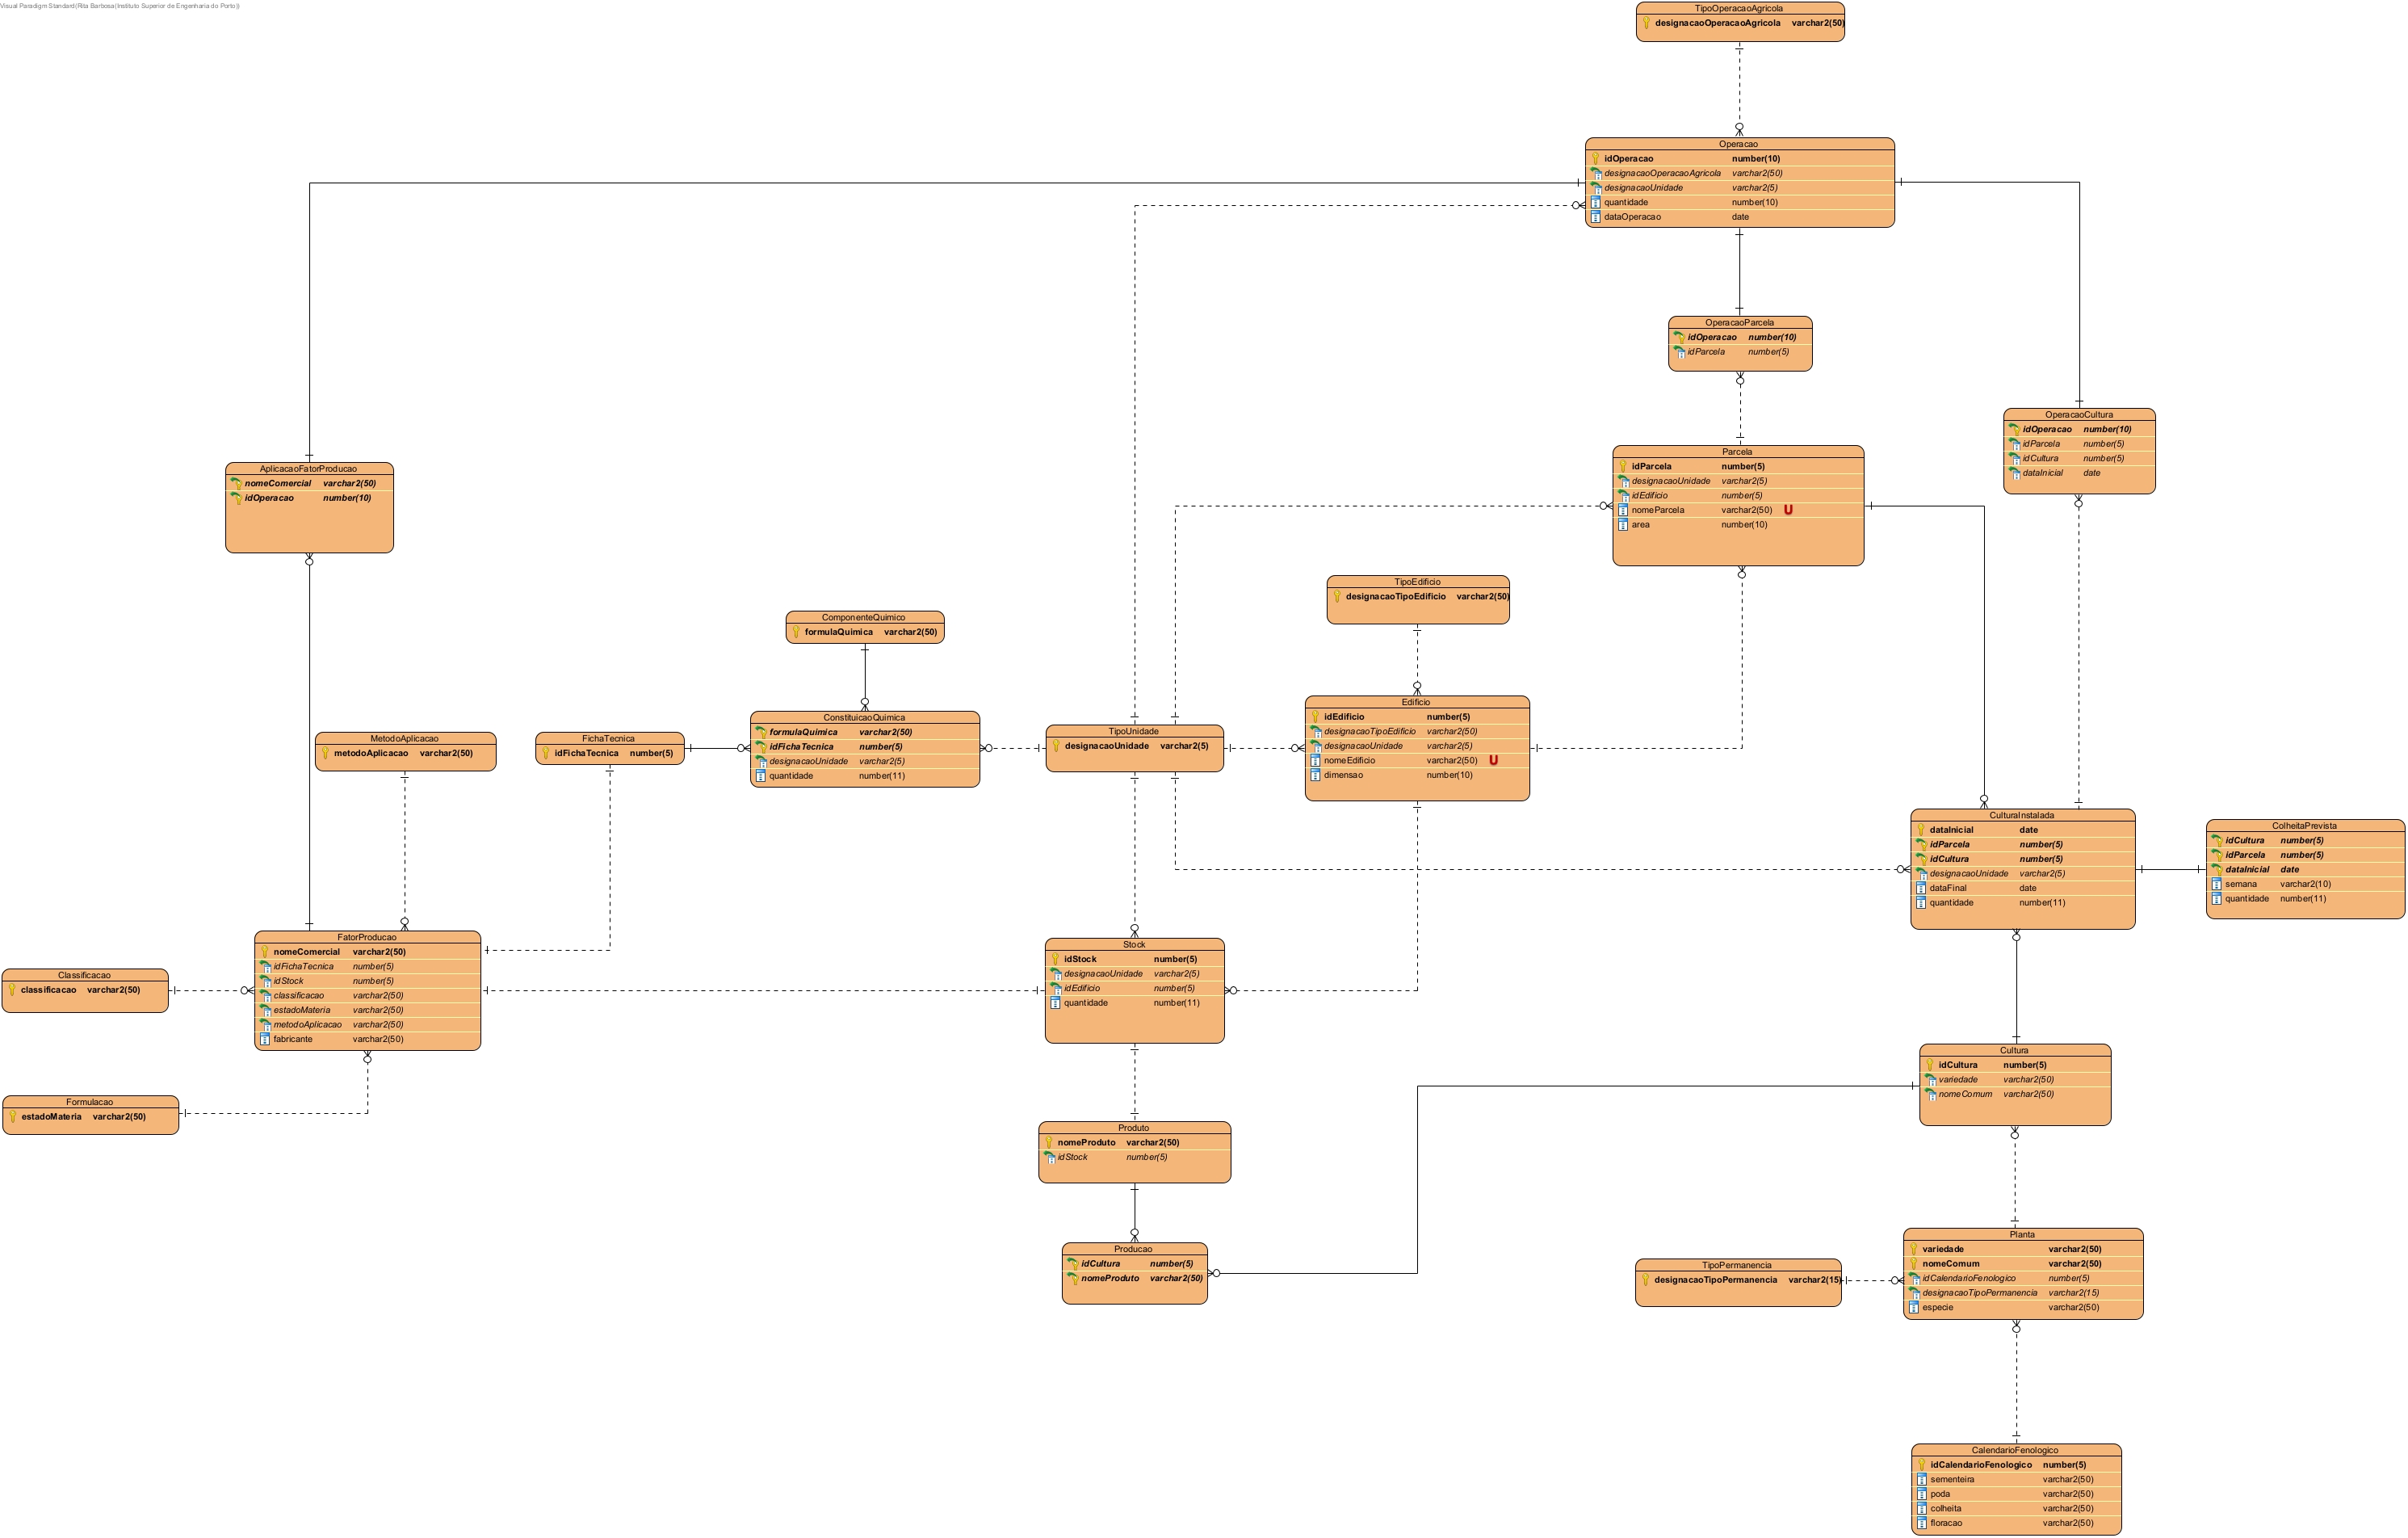 Visual Paradigm Standard(Rita Barbosa(Instituto Superior de Engenharia do Porto))
TipoOperacaoAgricola
designacaoOperacaoAgricola varchar2(50)
Operacao
idOperacao number(10)
designacaoOperacaoAgricola varchar2(50)
designacaoUnidade varchar2(5)
quantidade number(10)
dataOperacao date
OperacaoParcela
idOperacao number(10)
idParcela number(5)
OperacaoCultura
idOperacao number(10)
idParcela number(5)
idCultura number(5)
dataInicial date
AplicacaoFatorProducao
nomeComercial varchar2(50)
idOperacao number(10)
Parcela
idParcela number(5)
designacaoUnidade varchar2(5)
idEdificio number(5)
nomeParcela varchar2(50) U
area number(10)
TipoEdificio
designacaoTipoEdificio varchar2(50)
ComponenteQuimico
formulaQuimica varchar2(50)
Edificio
idEdificio number(5)
designacaoTipoEdificio varchar2(50)
designacaoUnidade varchar2(5)
nomeEdificio varchar2(50) U
dimensao number(10)
ConstituicaoQuimica
formulaQuimica varchar2(50)
idFichaTecnica number(5)
designacaoUnidade varchar2(5)
quantidade number(11)
TipoUnidade
designacaoUnidade varchar2(5)
MetodoAplicacao
metodoAplicacao varchar2(50)
FichaTecnica
idFichaTecnica number(5)
CulturaInstalada
dataInicial date
idParcela number(5)
idCultura number(5)
designacaoUnidade varchar2(5)
dataFinal date
quantidade number(11)
ColheitaPrevista
idCultura number(5)
idParcela number(5)
dataInicial date
semana varchar2(10)
quantidade number(11)
FatorProducao
nomeComercial varchar2(50)
idFichaTecnica number(5)
idStock number(5)
classificacao varchar2(50)
estadoMateria varchar2(50)
metodoAplicacao varchar2(50)
fabricante varchar2(50)
Stock
idStock number(5)
designacaoUnidade varchar2(5)
idEdificio number(5)
quantidade number(11)
Classificacao
classificacao varchar2(50)
Cultura
idCultura number(5)
variedade varchar2(50)
nomeComum varchar2(50)
Formulacao
estadoMateria varchar2(50)
Produto
nomeProduto varchar2(50)
idStock number(5)
Planta
variedade varchar2(50)
nomeComum varchar2(50)
idCalendarioFenologico number(5)
designacaoTipoPermanencia varchar2(15)
especie varchar2(50)
Producao
idCultura number(5)
nomeProduto varchar2(50)
TipoPermanencia
designacaoTipoPermanencia varchar2(15)
CalendarioFenologico
idCalendarioFenologico number(5)
sementeira varchar2(50)
poda varchar2(50)
colheita varchar2(50)
floracao varchar2(50)